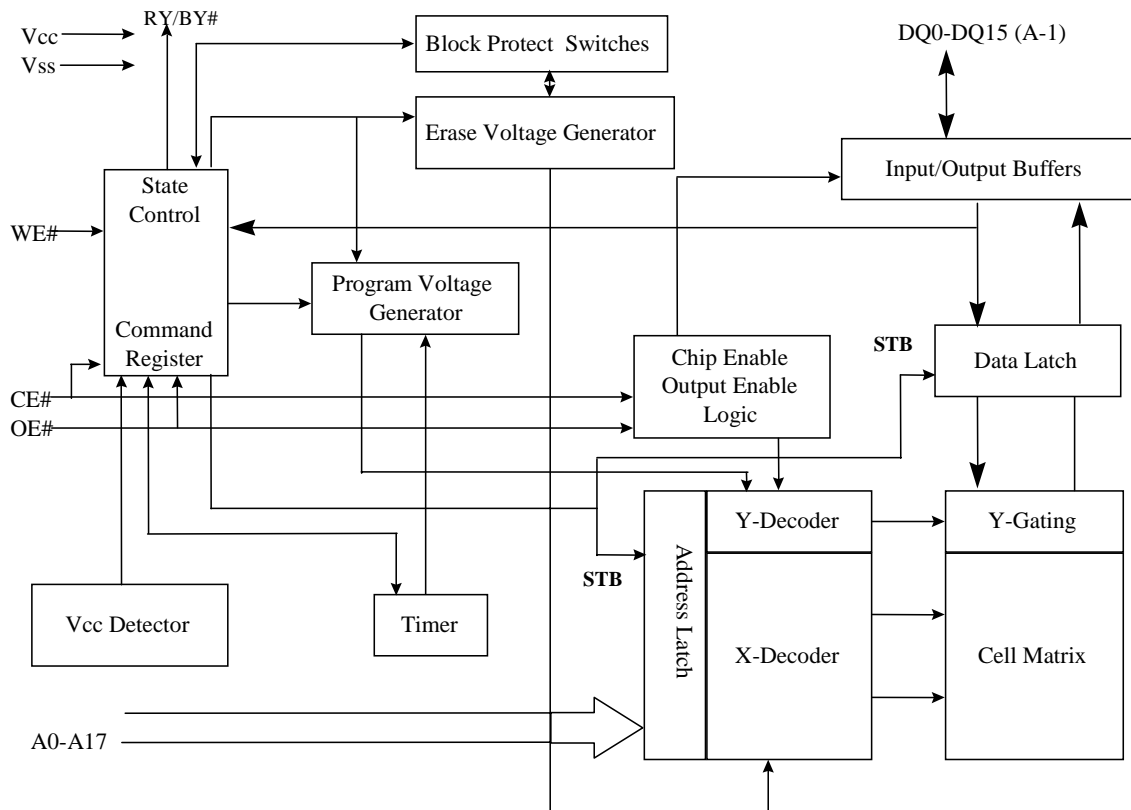 RY/BY#
Vcc
Vss
Block Protect Switches
DQ0-DQ15 (A-1)
Erase Voltage Generator
Input/Output Buffers
State
Control
WE#
Program Voltage
Generator
Command
Register
STB
Chip Enable
Output Enable
Logic
Data Latch
CE#
OE#
Y-Decoder
Y-Gating
Address Latch
STB
Vcc Detector
Timer
X-Decoder
Cell Matrix
A0-A17